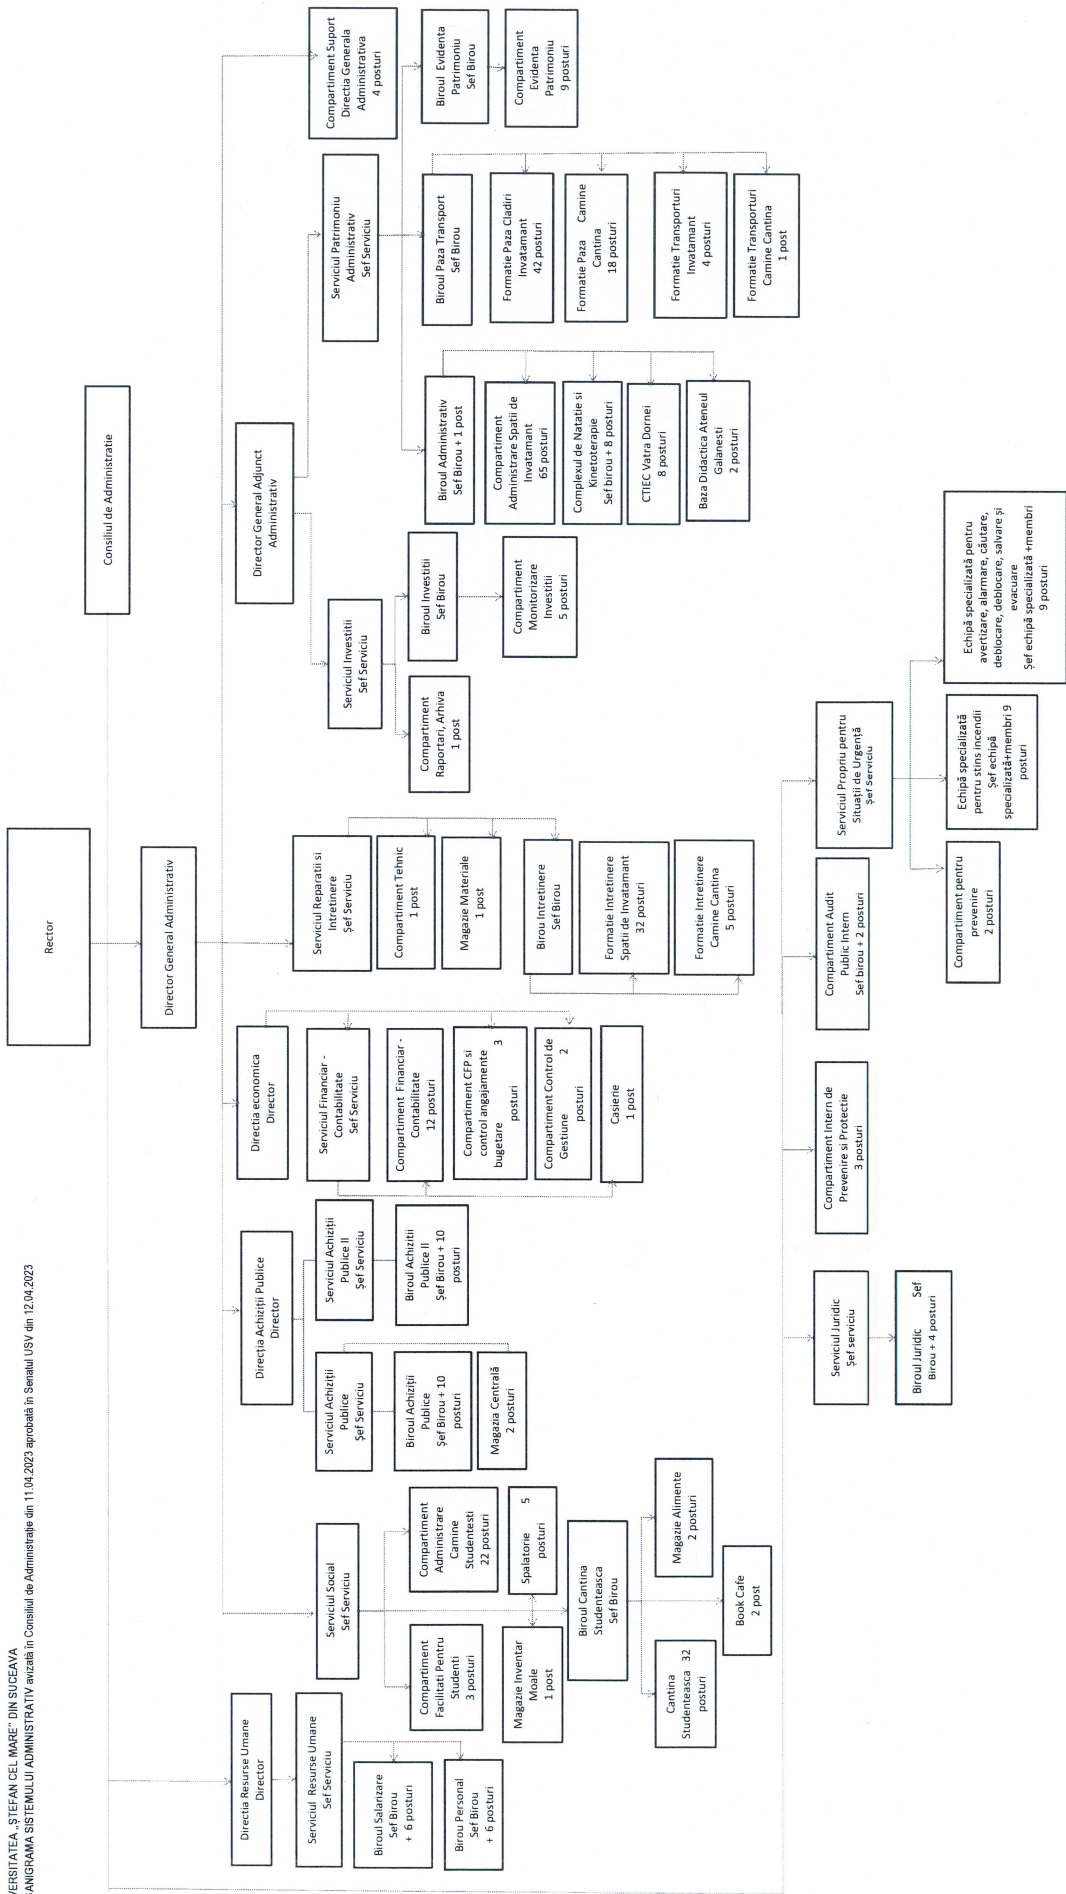 VERSITATEA „ȘTEFAN CEL MARE” DIN SUCEAVA
ANIGRAMA SISTEMULUI ADMINISTRATIV avizată în Consiliul de Administrație din 11.04.2023 aprobată în Senatul USV din 12.04.2023
Rector
Consiliul de Administratie
Director General Administrativ
Directia Resurse Umane
Director
Serviciul Resurse Umane
Sef Serviciu
Biroul Salarizare
Sef Birou
+ 6 posturi
Birou Personal
Sef Birou
+ 6 posturi
Serviciul Social
Sef Serviciu
Compartiment
Facilitati Pentru
Studenti
3 posturi
Compartiment
Administrare
Camine
Studentesti
22 posturi
Magazie Inventar
Moale
1 post
Spalatorie 5
posturi
Biroul Cantina
Studenteasca
Sef Birou
Cantina
Studenteasca 32
posturi
Magazie Alimente
2 posturi
Book Cafe
2 post
Direcția Achiziții Publice
Director
Serviciul Achiziții
Publice
Șef Serviciu
Biroul Achiziții
Publice
Șef Birou + 10
posturi
Magazia Centrală
2 posturi
Serviciul Achiziții
Publice II
Șef Serviciu
Biroul Achizitii
Publice II
Șef Birou + 10
posturi
Directia economica
Director
Serviciul Financiar -
Contabilitate
Sef Serviciu
Compartiment Financiar -
Contabilitate
12 posturi
Compartiment CFP si
control angajamente
bugetare 3
posturi
Compartiment Control de
Gestiune 2
posturi
Casierie
1 post
Serviciul Reparatii si
Intretinere
Șef Serviciu
Compartiment Tehnic
1 post
Magazie Materiale
1 post
Birou Intretinere
Sef Birou
Formatie Intretinere
Spatii de Invatamant
32 posturi
Formatie Intretinere
Camine Cantina
5 posturi
Director General Adjunct
Administrativ
Serviciul Investitii
Sef Serviciu
Compartiment
Raportari, Arhiva
1 post
Biroul Investitii
Sef Birou
Compartiment
Monitorizare
Investitii
5 posturi
Serviciul Patrimoniu
Administrativ
Sef Serviciu
Biroul Administrativ
Sef Birou + 1 post
Compartiment
Administrare Spatii de
Invatamant
65 posturi
Complexul de Natatie si
Kinetoterapie
Sef birou + 8 posturi
CTIEC Vatra Dornei
8 posturi
Baza Didactica Ateneul
Galanesti
2 posturi
Biroul Paza Transport
Sef Birou
Formatie Paza Cladiri
Invatamant
42 posturi
Formatie Paza Camine
Cantina
18 posturi
Formatie Transporturi
Invatamant
4 posturi
Formatie Transporturi
Camine Cantina
1 post
Biroul Evidenta
Patrimoniu
Sef Birou
Compartiment
Evidenta
Patrimoniu
9 posturi
Compartiment Suport
Directia Generala
Administrativa
4 posturi
Serviciul Juridic
Șef serviciu
Biroul Juridic Sef
Birou + 4 posturi
Compartiment Intern de
Prevenire si Protectie
3 posturi
Compartiment Audit
Public Intern
Sef birou + 2 posturi
Serviciul Propriu pentru
Situații de Urgență
Șef Serviciu
Compartiment pentru
prevenire
2 posturi
Echipă specializată
pentru stins incendii
Șef echipă
specializată+membri 9
posturi
Echipă specializată pentru
avertizare, alarmare, căutare,
deblocare, deblocare, salvare și
evacuare
Șef echipă specializată +membri
9 posturi